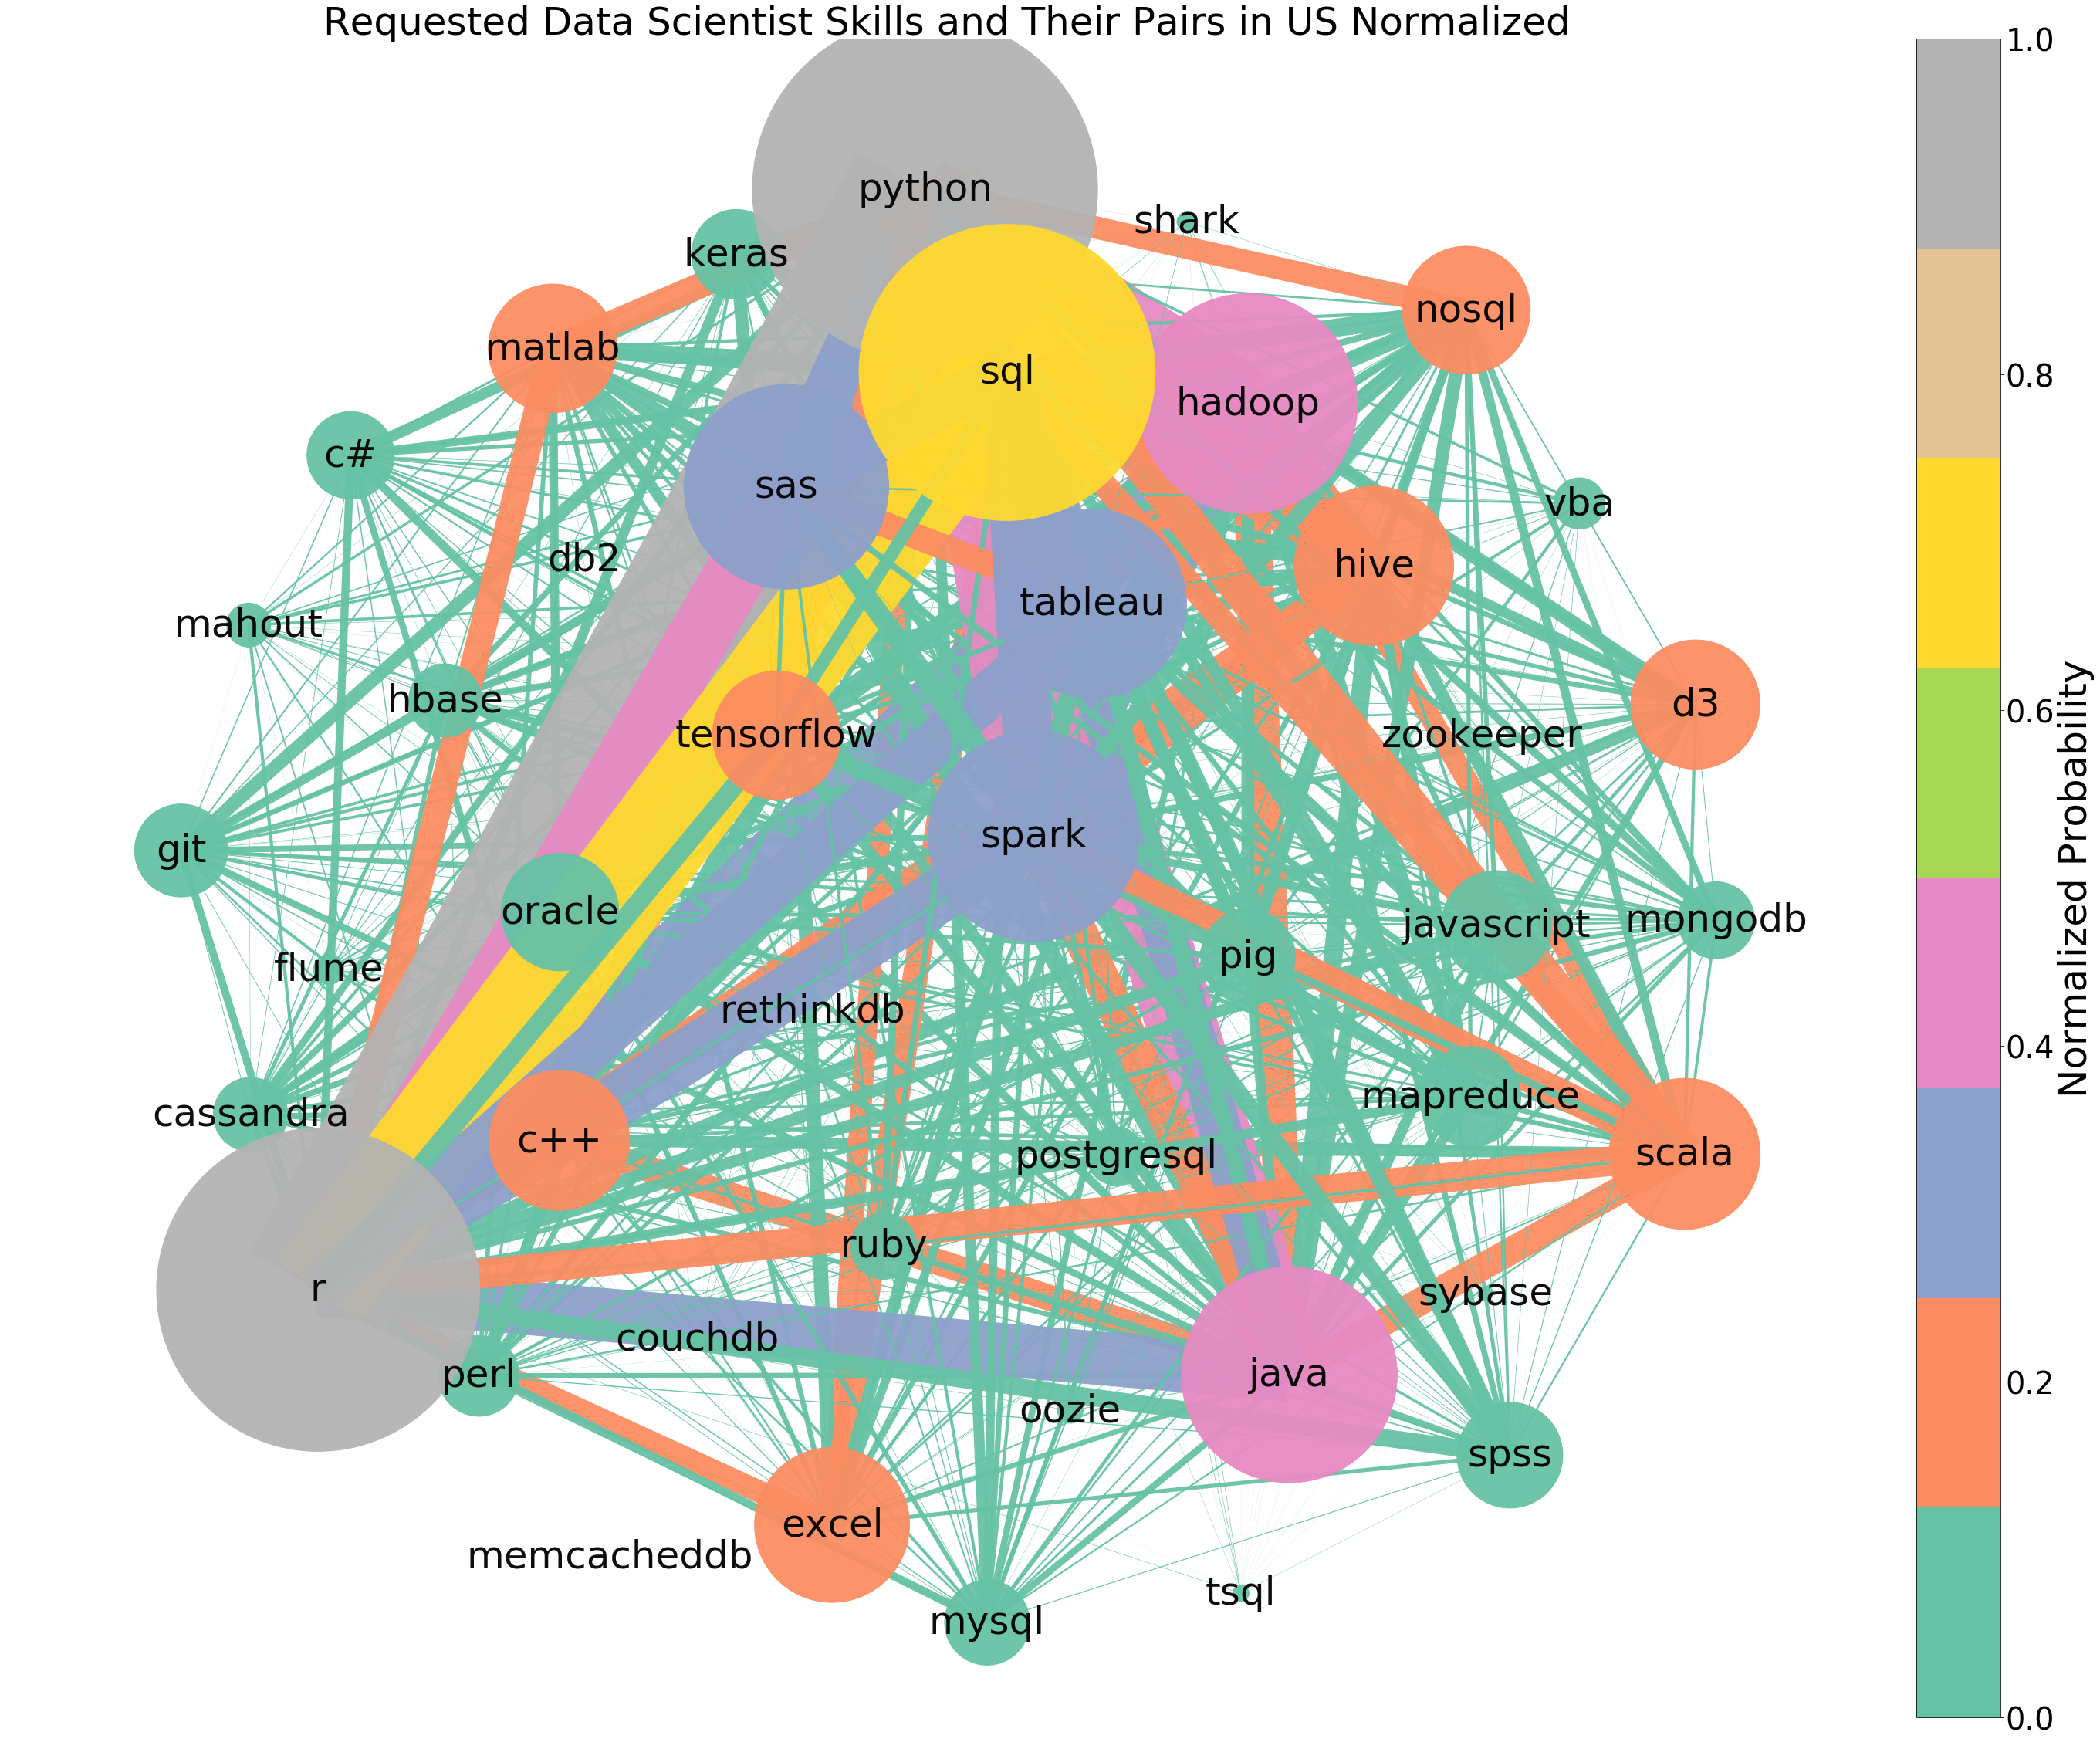 Requested Data Scientist Skills and Their Pairs in US Normalized
1.0
python
shark
keras
nosql
matlab
sql
0.8
hadoop
c#
sas
vba
db2
hive
tableau
mahout
hbase
d3
0.6
tensorflow
zookeeper
spark
git
Normalized Probability
oracle
javascript
mongodb
pig
flume
rethinkdb
0.4
mapreduce
cassandra
c++
postgresql
scala
ruby
r
sybase
couchdb
java
perl
0.2
oozie
spss
excel
memcacheddb
tsql
mysql
0.0